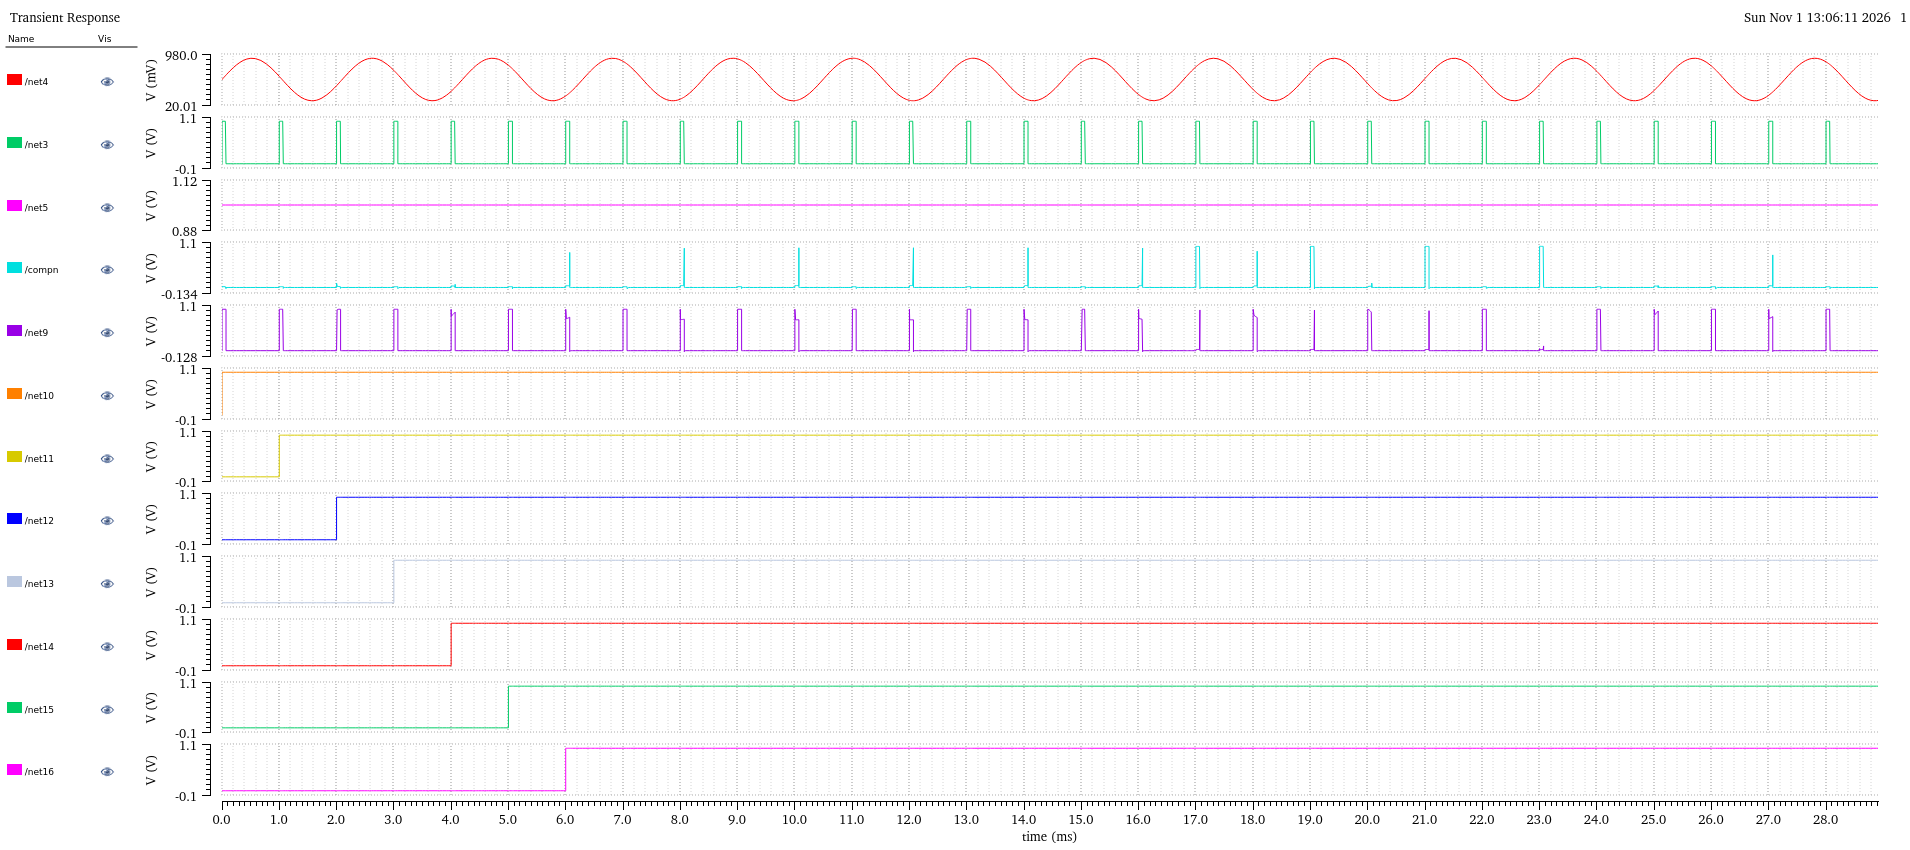 Transient Response
Sun Nov 1 13:06:11 2026 1
Name Vis
/net4 V (mV) 980.0 20.01
/net3 V (V) 1.1 -0.1
/net5 V (V) 1.12 0.88
/compn V (V) 1.1 -0.134
/net9 V (V) 1.1 -0.128
/net10 V (V) 1.1 -0.1
/net11 V (V) 1.1 -0.1
/net12 V (V) 1.1 -0.1
/net13 V (V) 1.1 -0.1
/net14 V (V) 1.1 -0.1
/net15 V (V) 1.1 -0.1
/net16 V (V) 1.1 -0.1
0.0 1.0 2.0 3.0 4.0 5.0 6.0 7.0 8.0 9.0 10.0 11.0 12.0 13.0 14.0 15.0 16.0 17.0 18.0 19.0 20.0 21.0 22.0 23.0 24.0 25.0 26.0 27.0 28.0
time (ms)